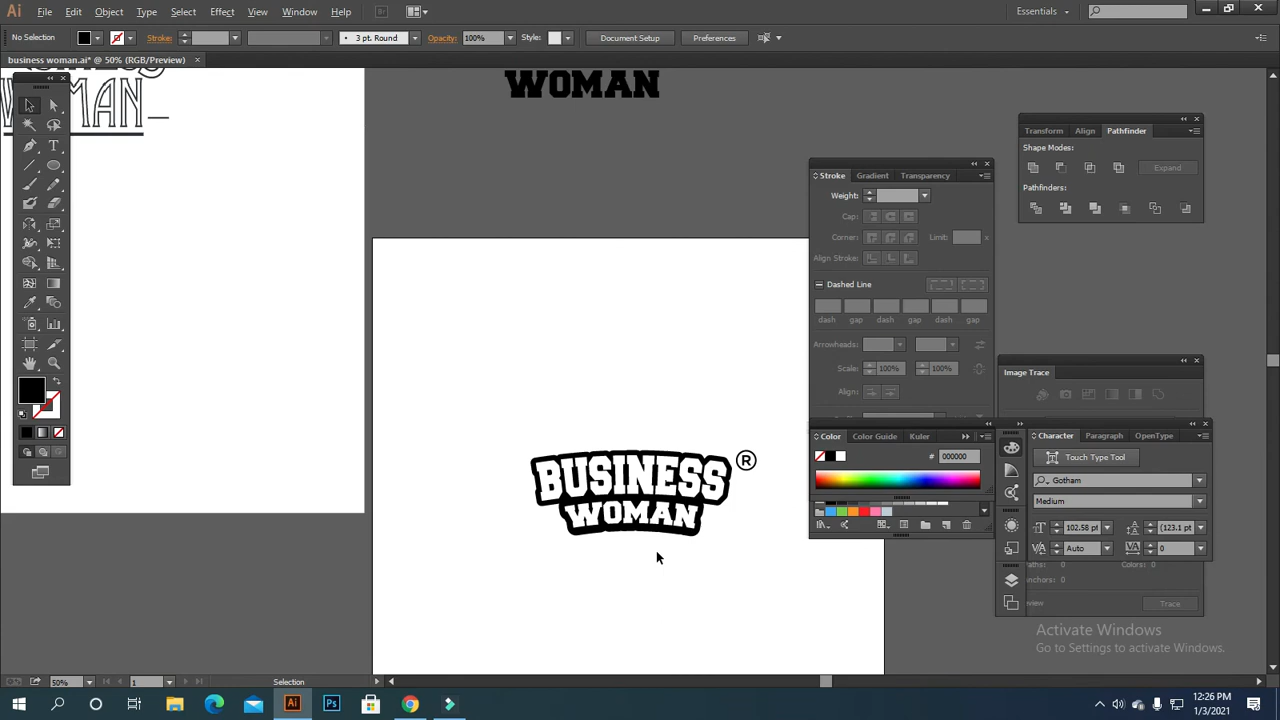 Ai File Edit Object Type Select Effect View Window Help Br Essentials
No Selection Stroke: 3 pt. Round Opacity: 100% Style: Document Setup Preferences
business woman.ai* @ 50% (RGB/Preview)
WOMAN
WOMAN
Transform Align Pathfinder
Shape Modes:
Expand
Pathfinders:
Stroke Gradient Transparency
Weight:
Cap:
Corner: Limit: x
Align Stroke:
Dashed Line
dash gap dash gap dash gap
Arrowheads:
Scale: 100% 100%
Align:
Image Trace
Color Color Guide Kuler
# 000000
Character Paragraph OpenType
Touch Type Tool
Gotham
Medium
102.58 pt (123.1 pt
Auto 0
Colors: 0
Anchors: 0
Trace
BUSINESS ®
WOMAN
Activate Windows
Go to Settings to activate Windows.
50% 1 Selection
Ai Ps
12:26 PM
1/3/2021